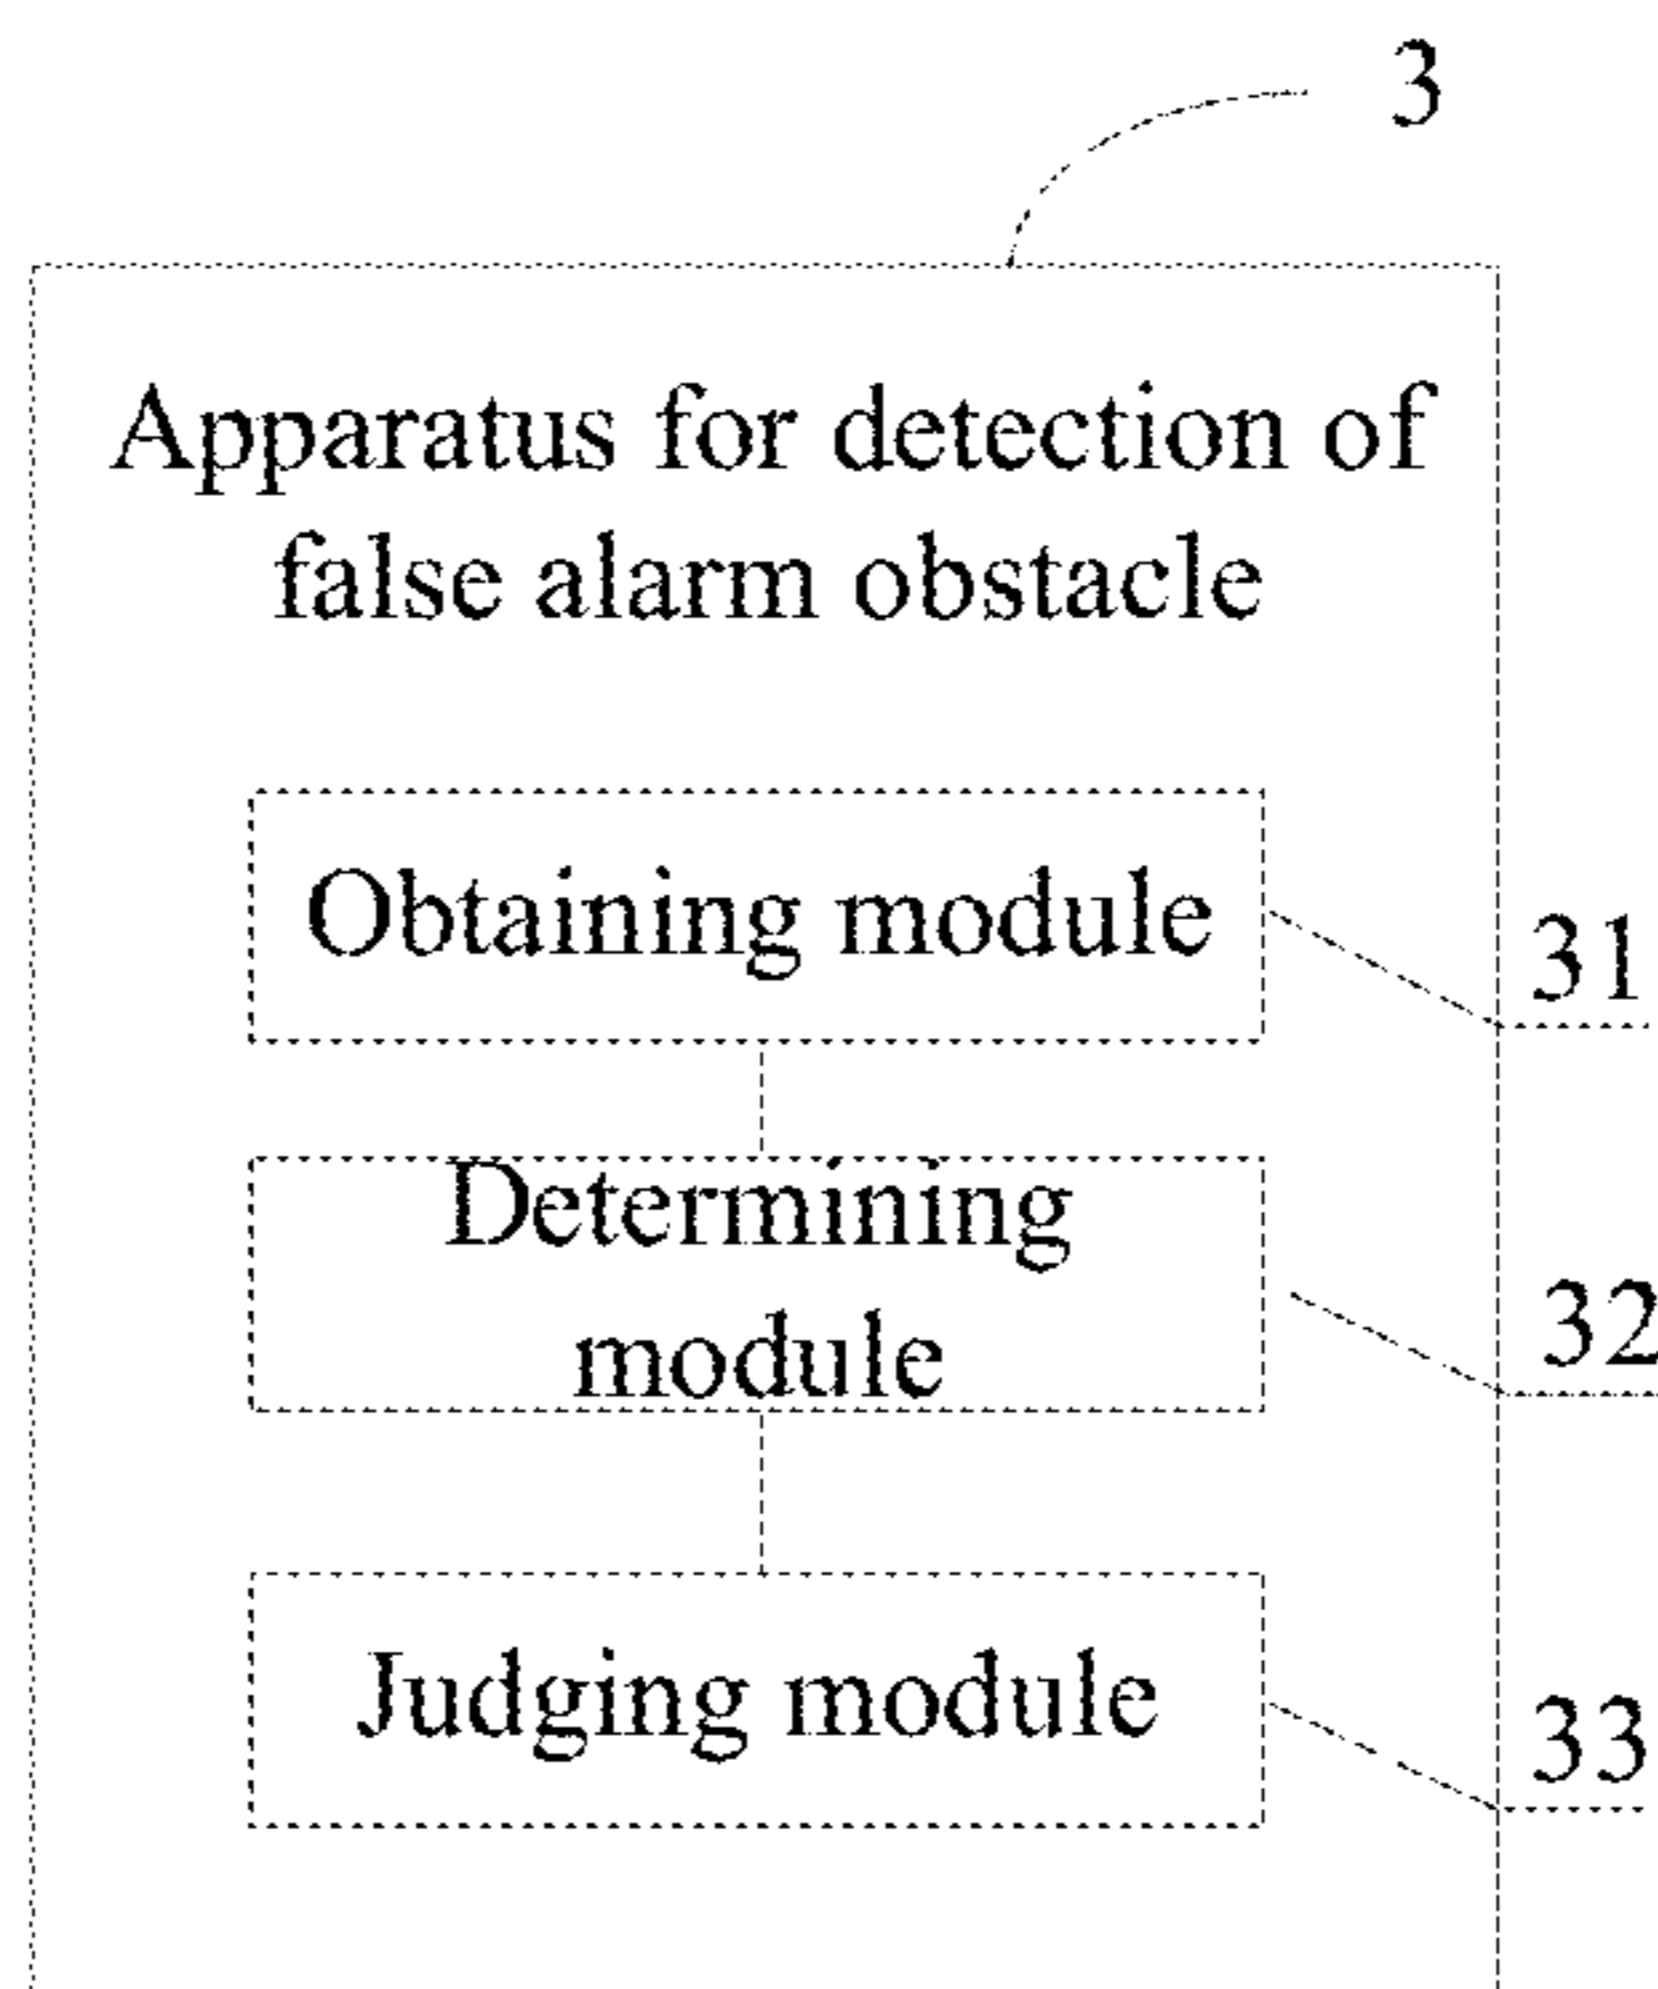 3
Apparatus for detection of
false alarm obstacle
Obtaining module
31
Determining
module
32
Judging module
33